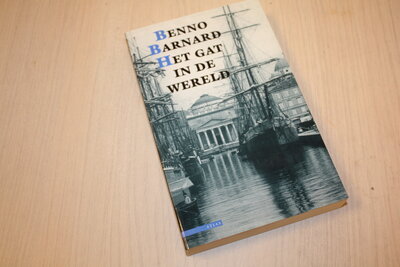 BENNO
BARNARD
HET GAT
IN DE
WERELD